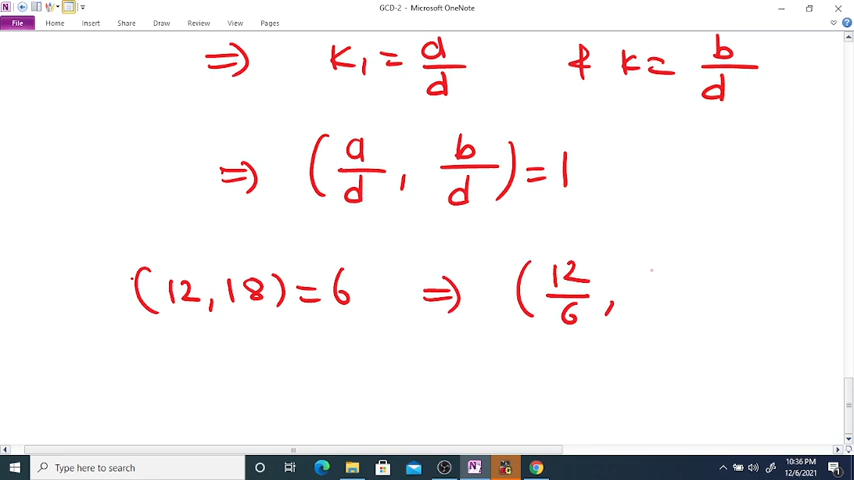 GCD-2 - Microsoft OneNote
File Home Insert Share Draw History Review View Pages
⇒ K₁ = a/d & K = b/d
⇒ (a/d, b/d) = 1
(12, 18) = 6 ⇒ (12/6,
Type here to search
10:36 PM
12/6/2021